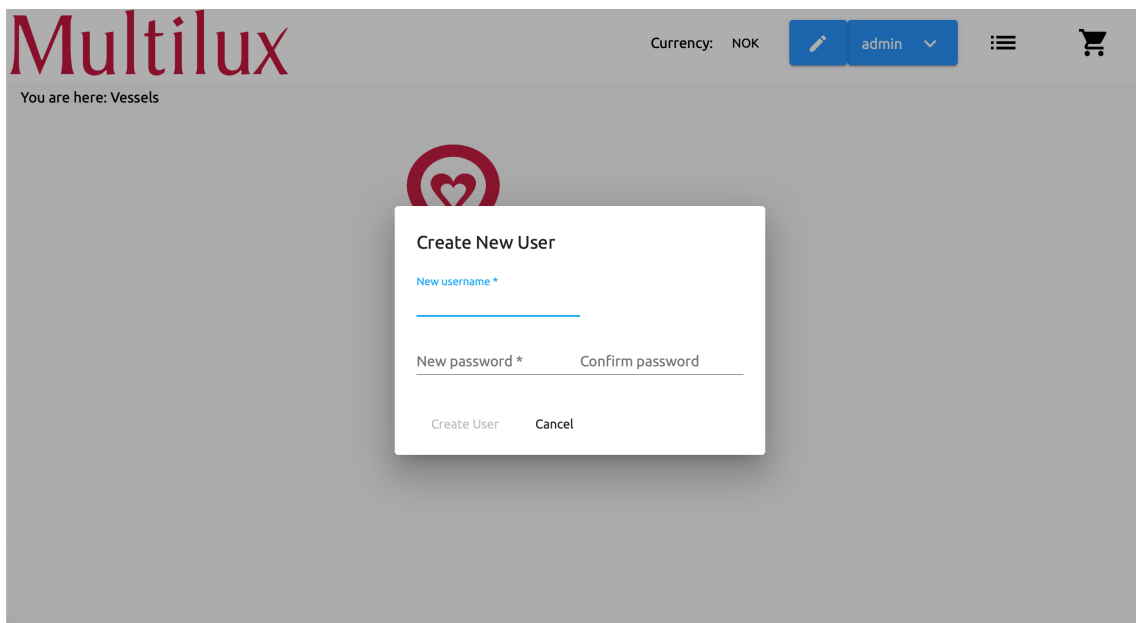 Multilux
Currency: NOK
admin
You are here: Vessels
Create New User
New username *
New password * Confirm password
Create User Cancel